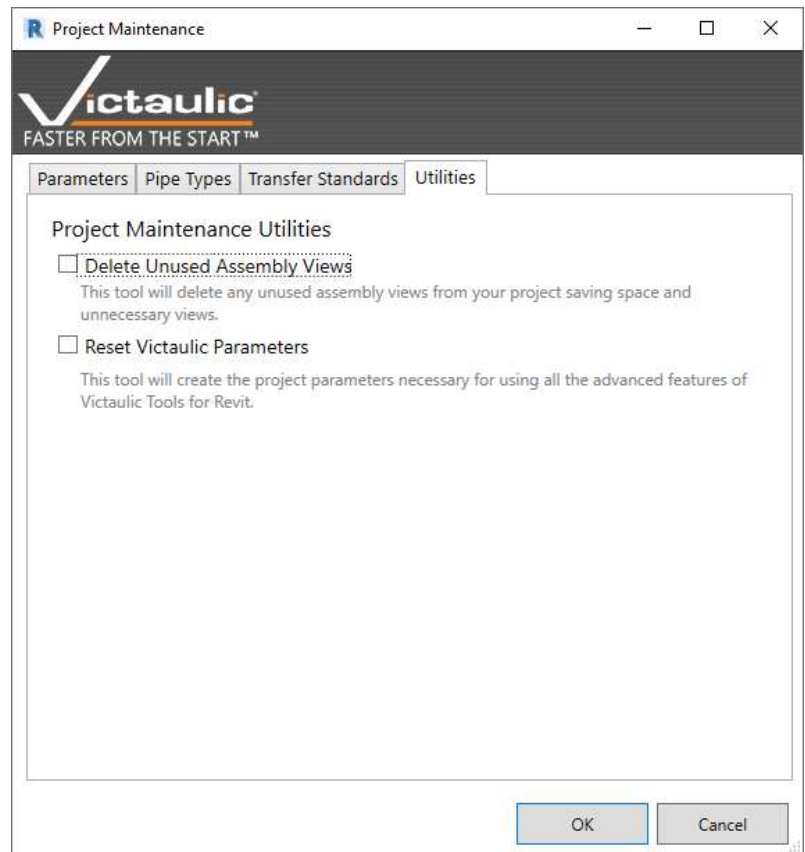 Project Maintenance
Victaulic®
FASTER FROM THE START™
Parameters Pipe Types Transfer Standards Utilities
Project Maintenance Utilities
Delete Unused Assembly Views
This tool will delete any unused assembly views from your project saving space and
unnecessary views.
Reset Victaulic Parameters
This tool will create the project parameters necessary for using all the advanced features of
Victaulic Tools for Revit.
OK Cancel